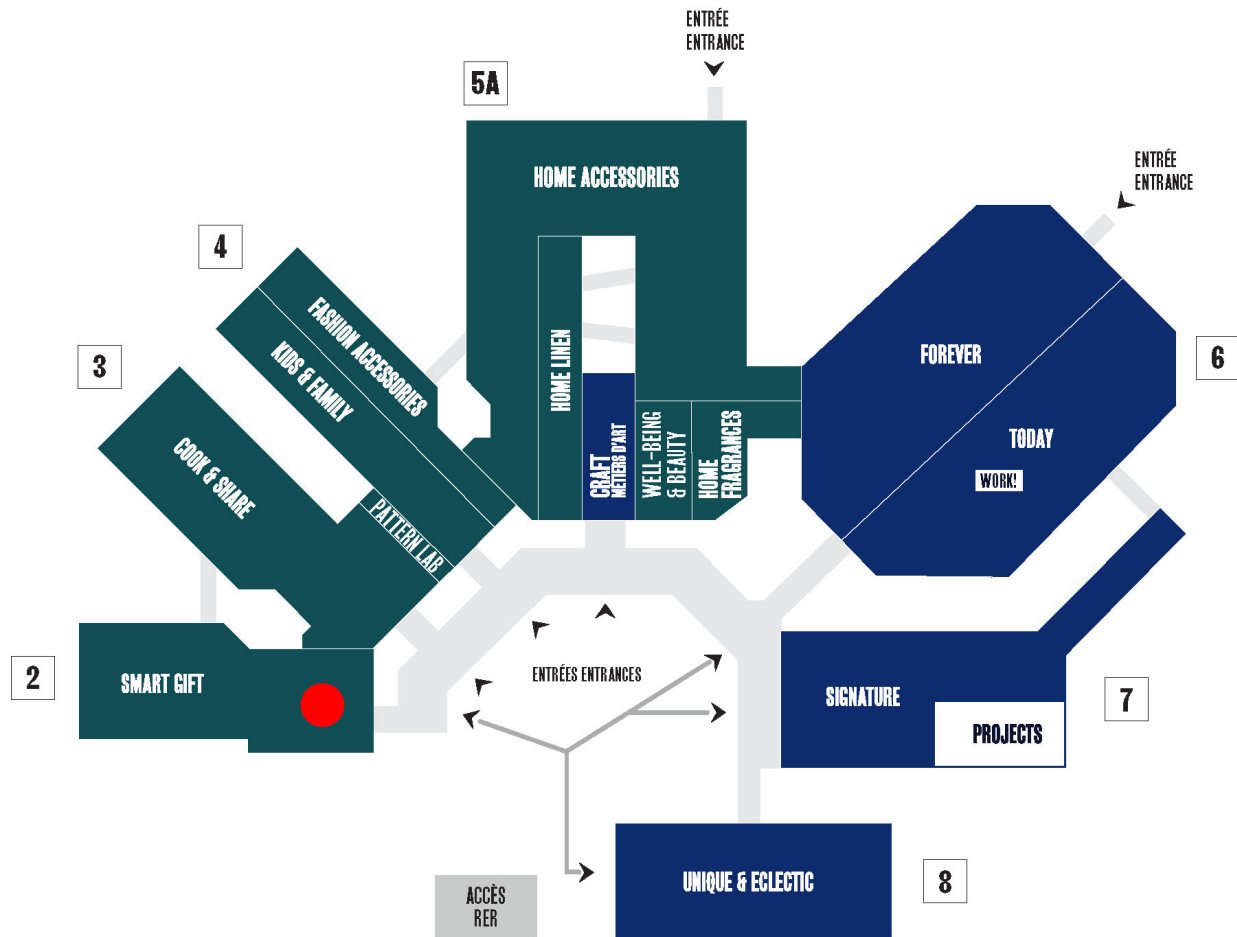 ENTRÉE
ENTRANCE
5A
HOME ACCESSORIES
ENTRÉE
ENTRANCE
4
FASHION ACCESSORIES
KIDS & FAMILY
3
COOK & SHARE
PATTERN LAB
HOME LINEN
CRAFT
MÉTIERS D'ART
WELL-BEING
& BEAUTY
HOME
FRAGRANCES
FOREVER
6
TODAY
WORK!
2
SMART GIFT
ENTRÉES ENTRANCES
SIGNATURE
PROJECTS
7
UNIQUE & ECLECTIC
8
ACCÈS
RER